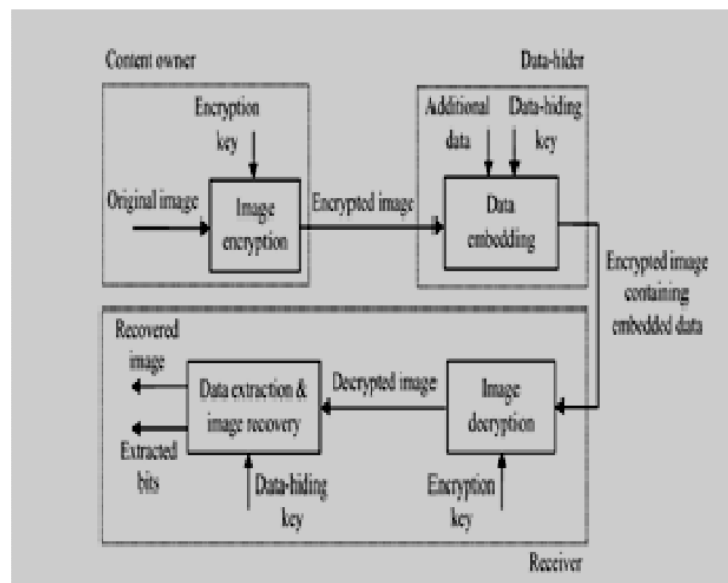 Content owner
Data-hider
Encryption
key
Additional
data
Data-hiding
key
Original image
Image
encryption
Encrypted image
Data
embedding
Encrypted image
containing
embedded data
Recovered
image
Data extraction &
image recovery
Decrypted image
Image
decryption
Extracted
bits
Data-hiding
key
Encryption
key
Receiver